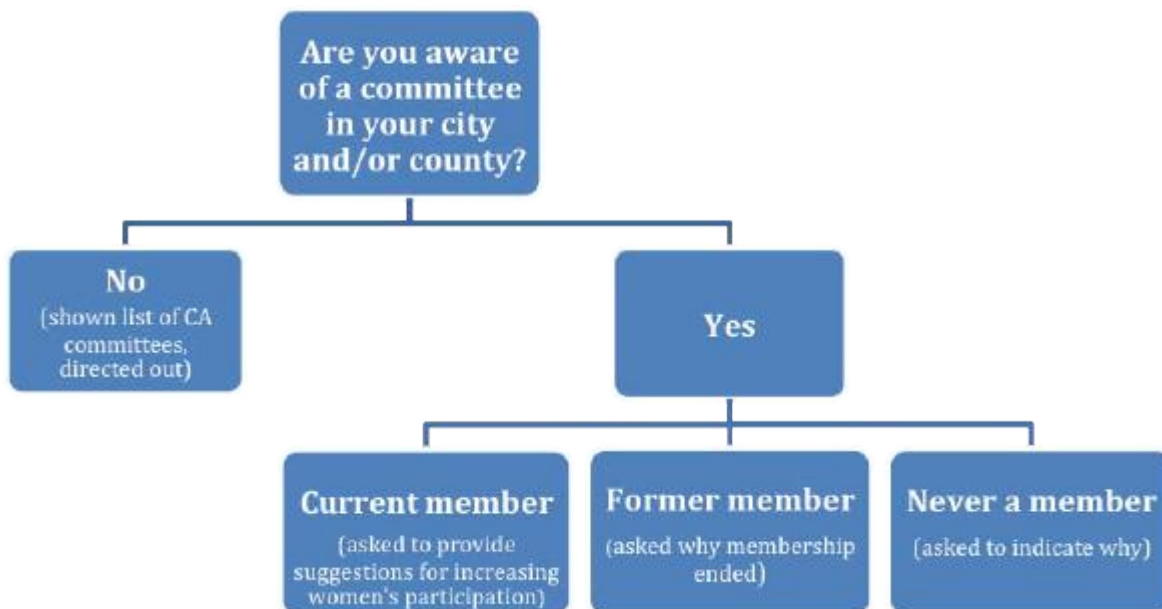 Are you aware
of a committee
in your city
and/or county?
No
(shown list of CA
committees,
directed out)
Yes
Current member
(asked to provide
suggestions for increasing
women's participation)
Former member
(asked why membership
ended)
Never a member
(asked to indicate why)